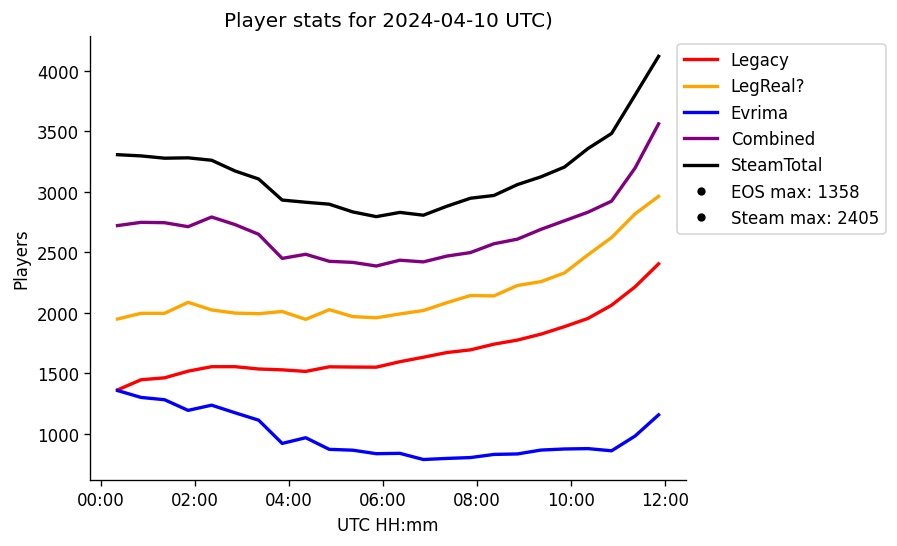 Player stats for 2024-04-10 UTC)
4000
3500
3000
2500
2000
1500
1000
Players
00:00
02:00
04:00
06:00
08:00
10:00
12:00
UTC HH:mm
Legacy
LegReal?
Evrima
Combined
SteamTotal
EOS max: 1358
Steam max: 2405